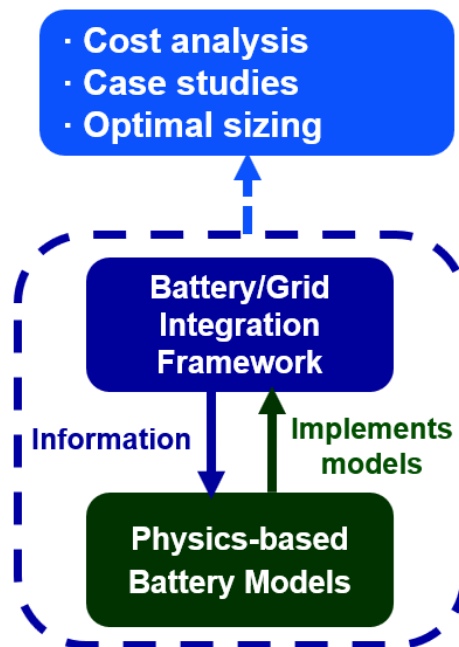 · Cost analysis
· Case studies
· Optimal sizing
Battery/Grid
Integration
Framework
Information
Implements
models
Physics-based
Battery Models